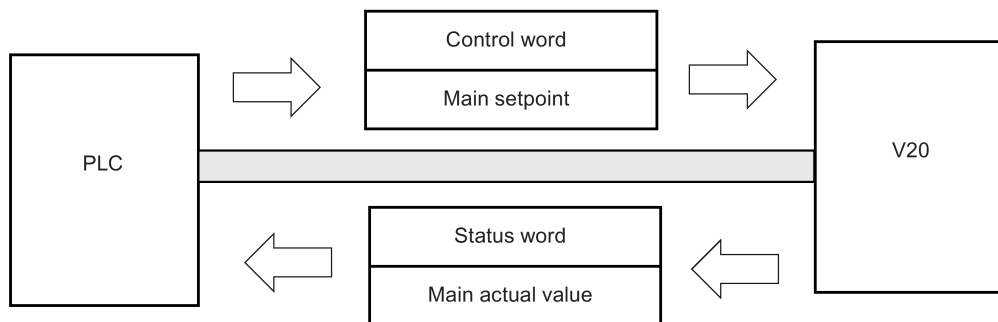 Control word
Main setpoint
PLC
V20
Status word
Main actual value